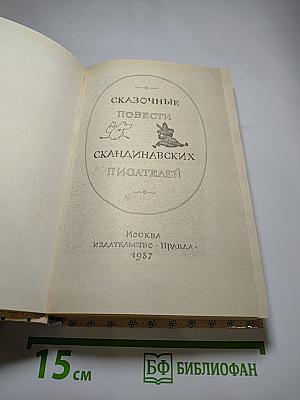 СКАЗОЧНЫЕ
ПОВЕСТИ
СКАНДИНАВСКИХ
ПИСАТЕЛЕЙ
МОСКВА
ИЗДАТЕЛЬСТВО «ПРАВДА»
1987
15 см
БФ БИБЛИОФАН